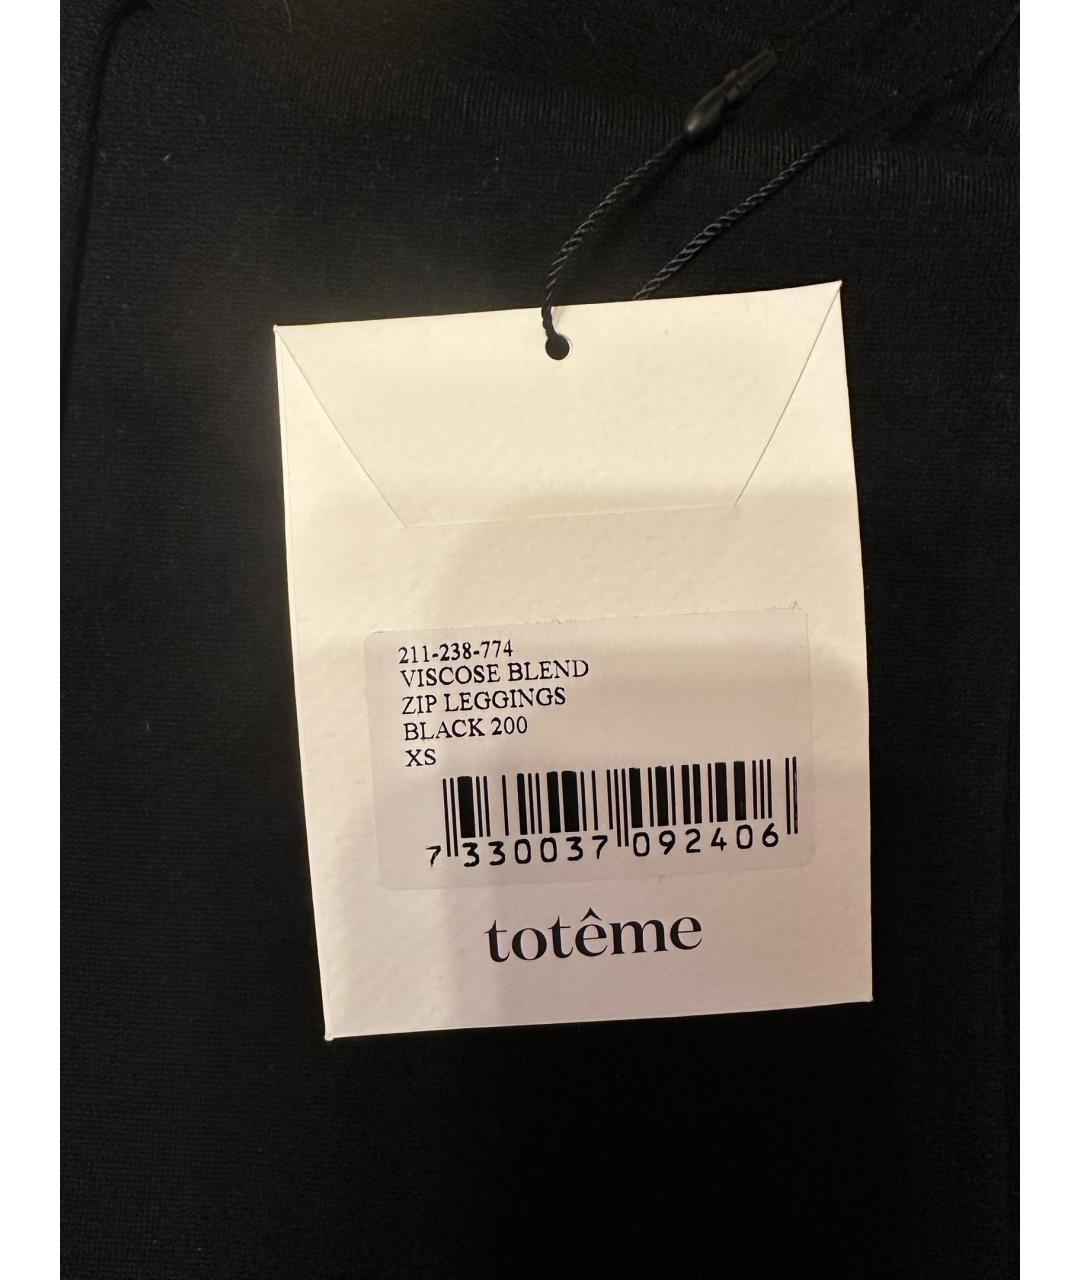 211-238-774
VISCOSE BLEND
ZIP LEGGINGS
BLACK 200
XS
7 330037 092406
totême